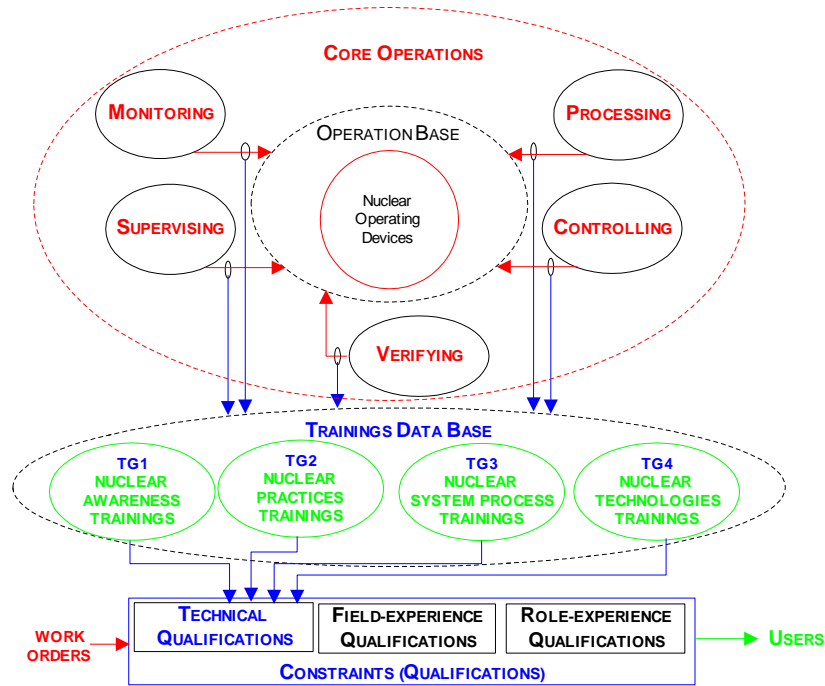 CORE OPERATIONS
MONITORING
PROCESSING
OPERATION BASE
Nuclear
Operating
Devices
SUPERVISING
CONTROLLING
VERIFYING
TRAININGS DATA BASE
TG1
NUCLEAR
AWARENESS
TRAININGS
TG2
NUCLEAR
PRACTICES
TRAININGS
TG3
NUCLEAR
SYSTEM PROCESS
TRAININGS
TG4
NUCLEAR
TECHNOLOGIES
TRAININGS
WORK
ORDERS
TECHNICAL
QUALIFICATIONS
FIELD-EXPERIENCE
QUALIFICATIONS
ROLE-EXPERIENCE
QUALIFICATIONS
CONSTRAINTS (QUALIFICATIONS)
USERS